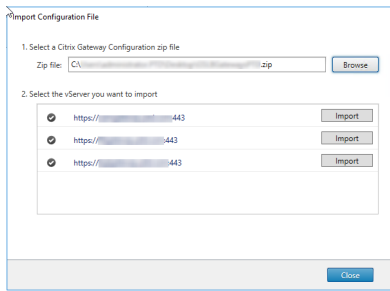 Import Configuration File
1. Select a Citrix Gateway Configuration zip file
Zip file: C:\ .zip Browse
2. Select the vServer you want to import
https:// 443 Import
https:// :443 Import
https:// 443 Import
Close